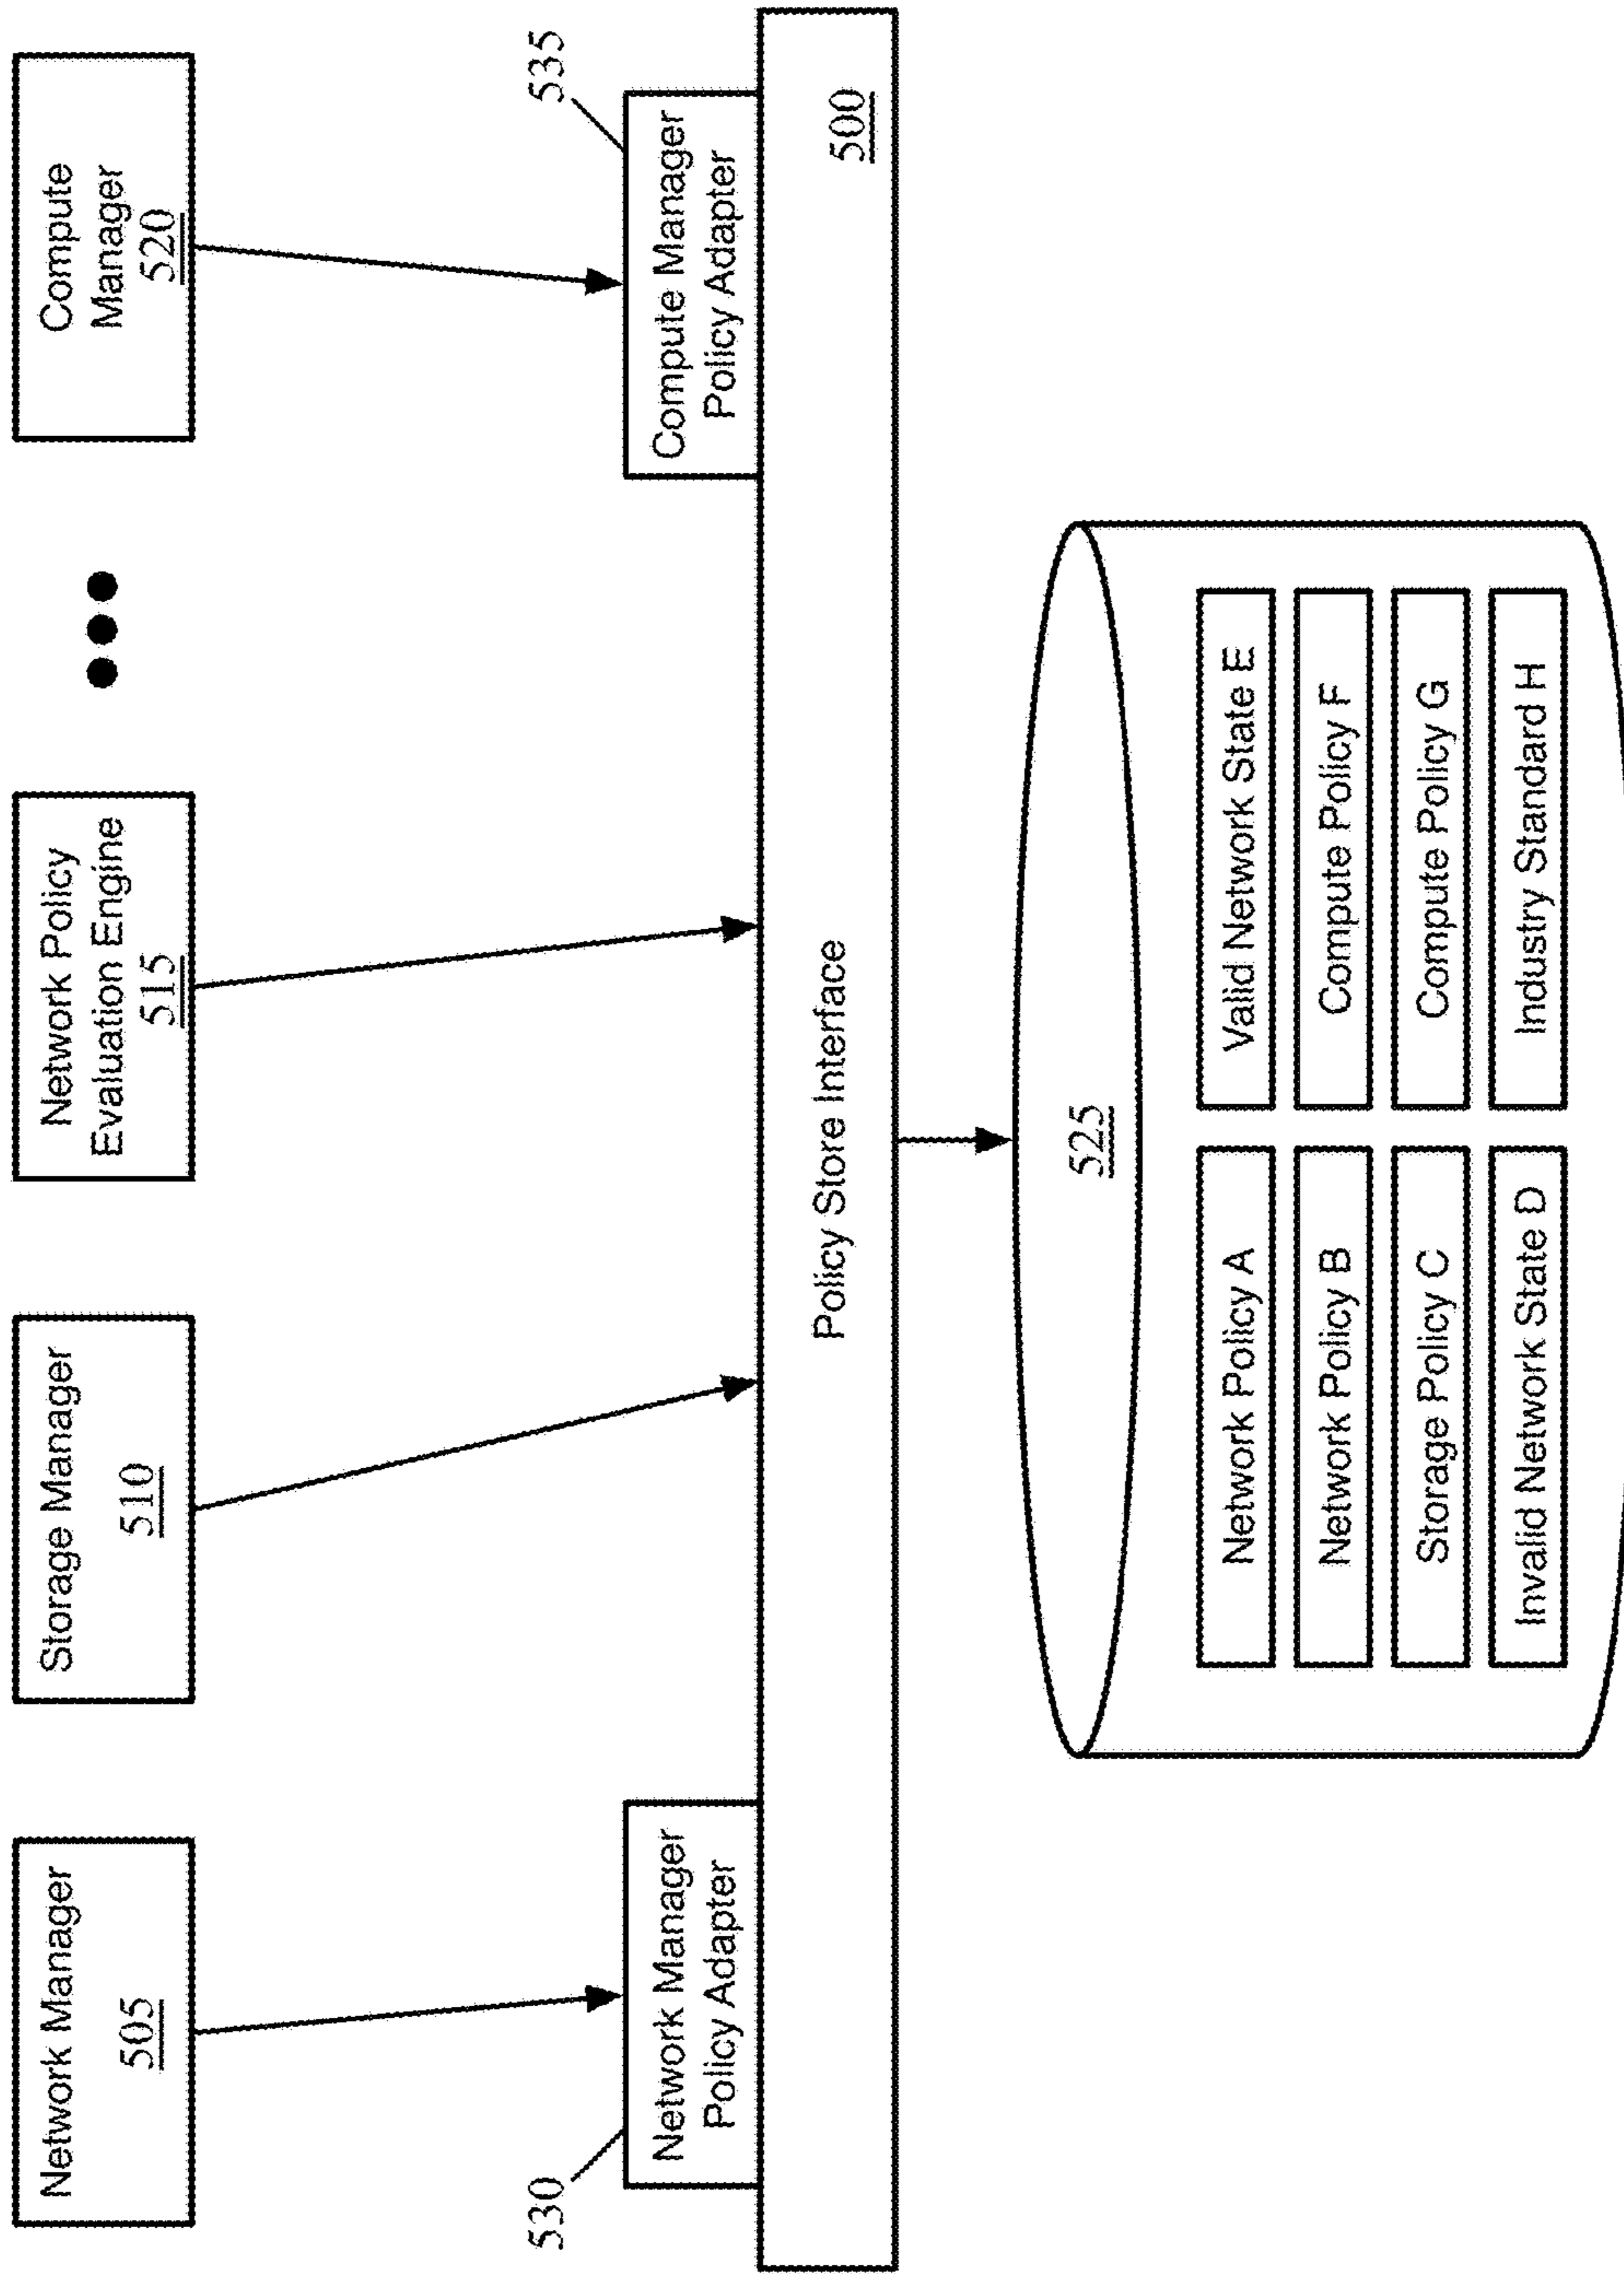 Network Manager
505
Storage Manager
510
Network Policy
Evaluation Engine
515
Compute
Manager
520
530
Network Manager
Policy Adapter
535
Compute Manager
Policy Adapter
Policy Store Interface
500
525
Network Policy A
Valid Network State E
Network Policy B
Compute Policy F
Storage Policy C
Compute Policy G
Invalid Network State D
Industry Standard H